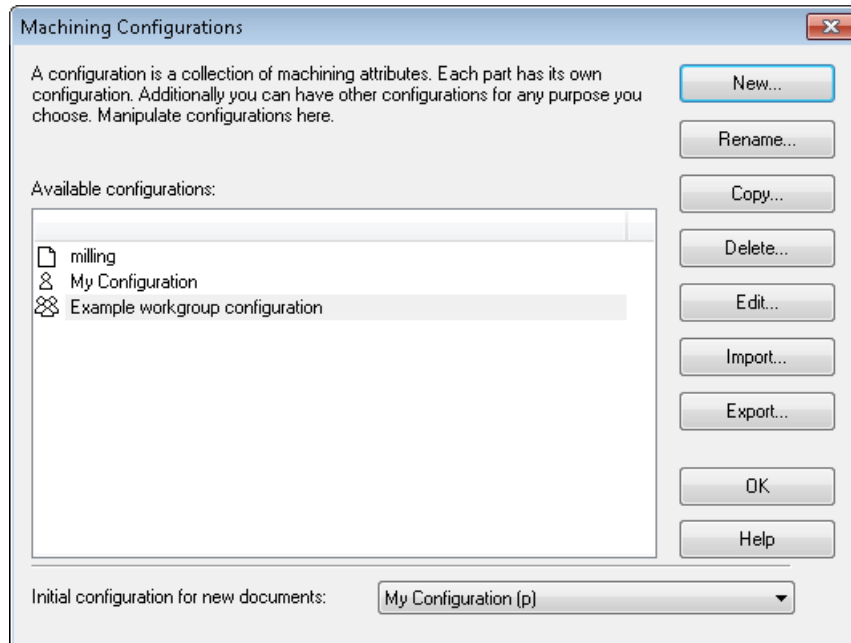 Machining Configurations
A configuration is a collection of machining attributes. Each part has its own
configuration. Additionally you can have other configurations for any purpose you
choose. Manipulate configurations here.
Available configurations:
milling
My Configuration
Example workgroup configuration
New...
Rename...
Copy...
Delete...
Edit...
Import...
Export...
OK
Help
Initial configuration for new documents: My Configuration (p)